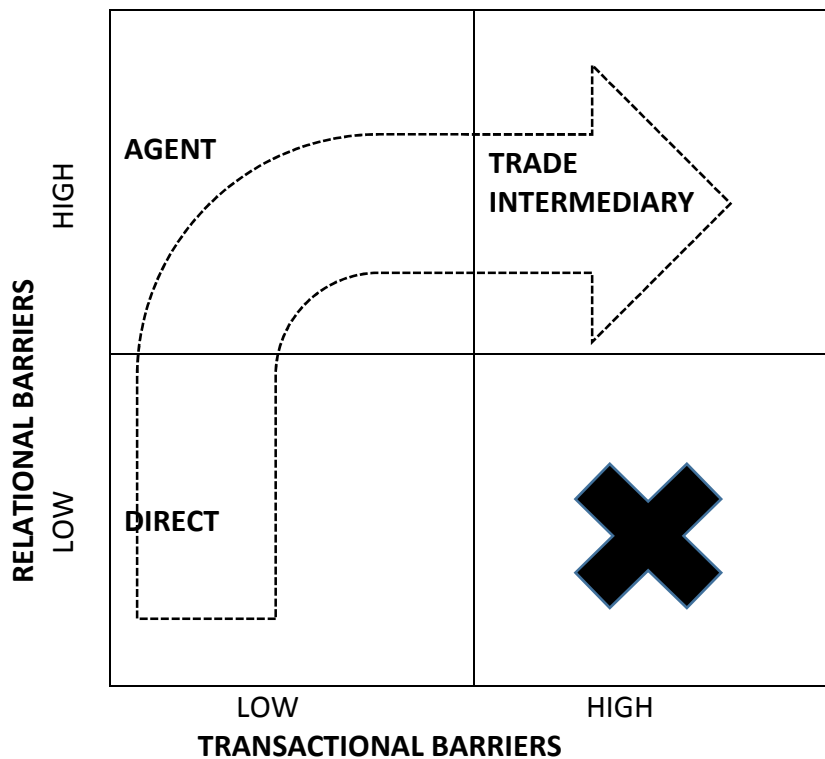 AGENT
TRADE
INTERMEDIARY
HIGH
RELATIONAL BARRIERS
LOW
DIRECT
LOW
HIGH
TRANSACTIONAL BARRIERS